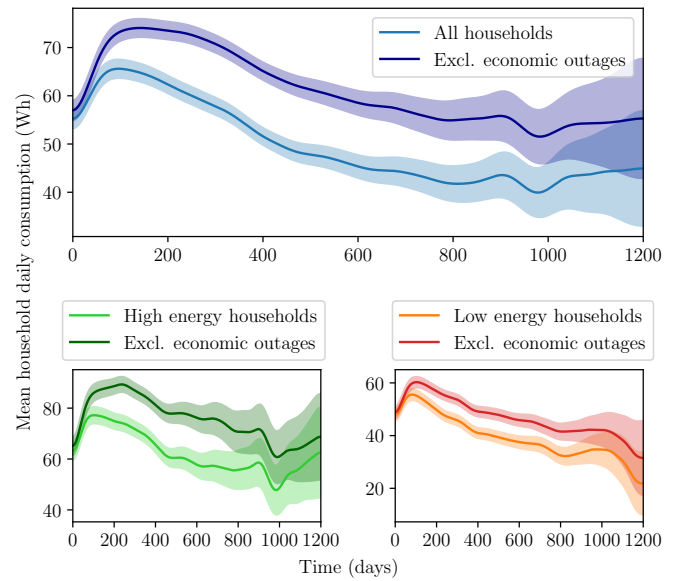 Mean household daily consumption (Wh)
All households
Excl. economic outages
70
60
50
40
0 200 400 600 800 1000 1200
High energy households
Excl. economic outages
Low energy households
Excl. economic outages
80
60
40
0 200 400 600 800 1000 1200
60
40
20
0 200 400 600 800 1000 1200
Time (days)